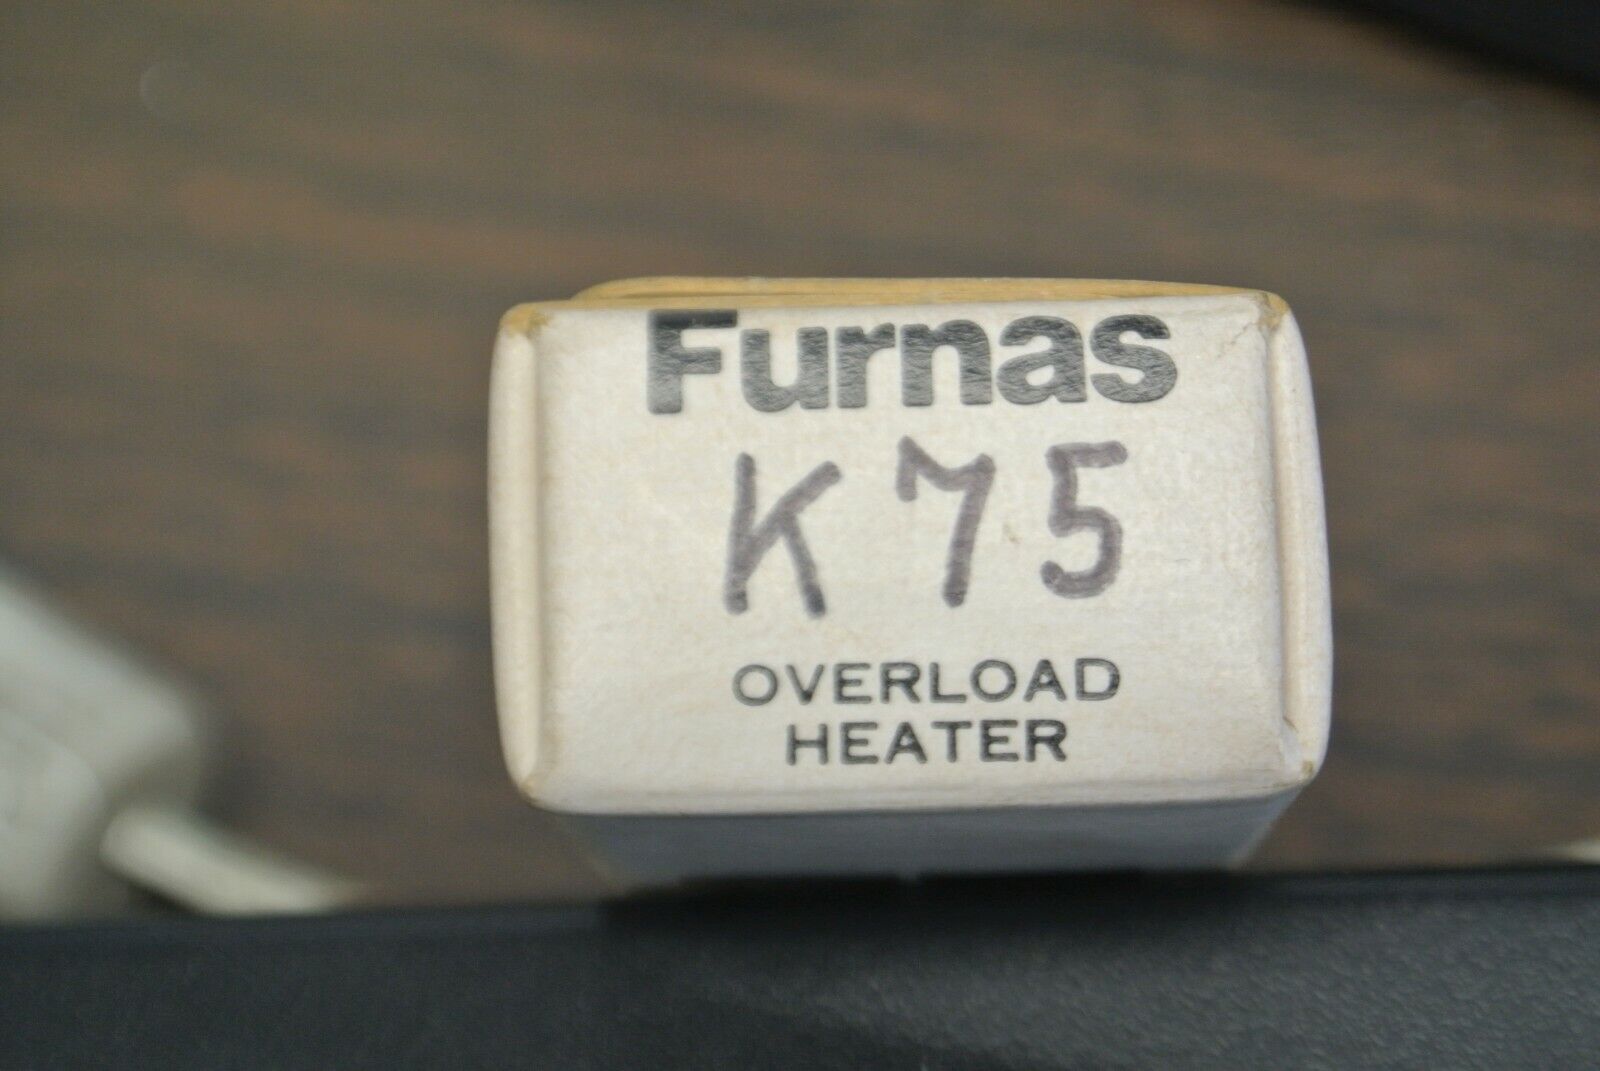 Furnas
K75
OVERLOAD
HEATER